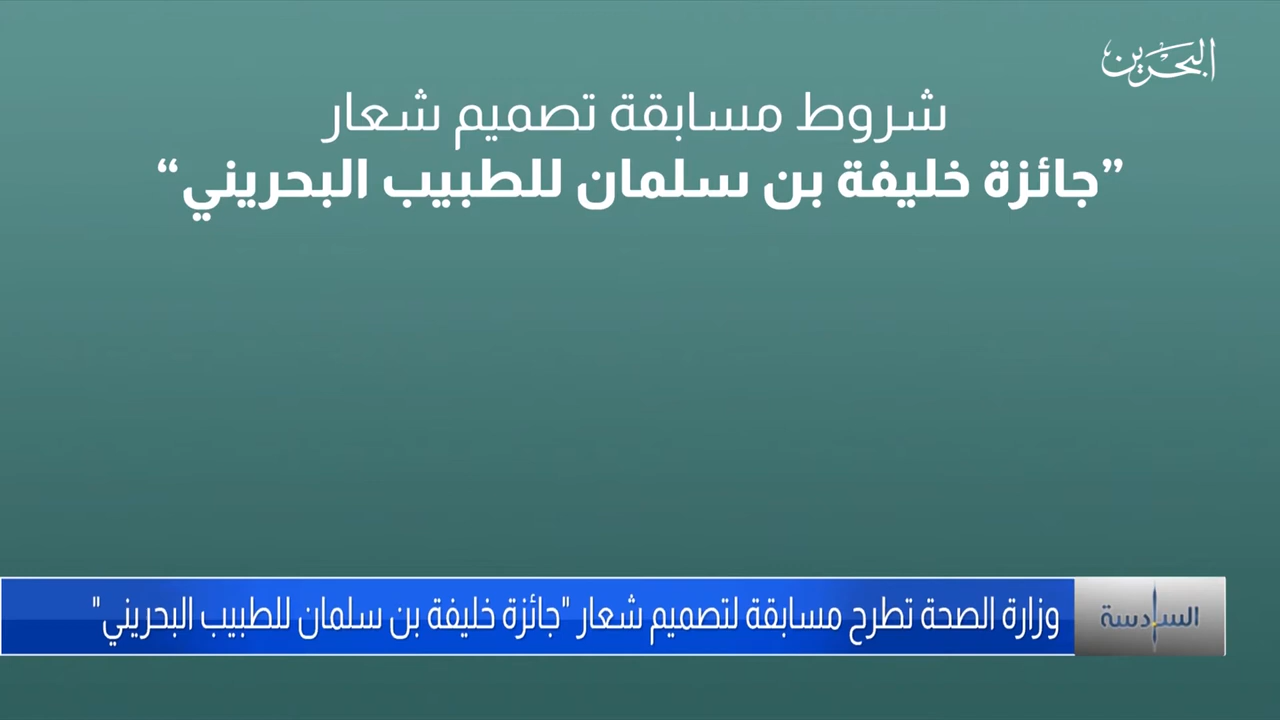 البحرين
شروط مسابقة تصميم شعار
”جائزة خليفة بن سلمان للطبيب البحريني“
وزارة الصحة تطرح مسابقة لتصميم شعار "جائزة خليفة بن سلمان للطبيب البحريني"
السادسة